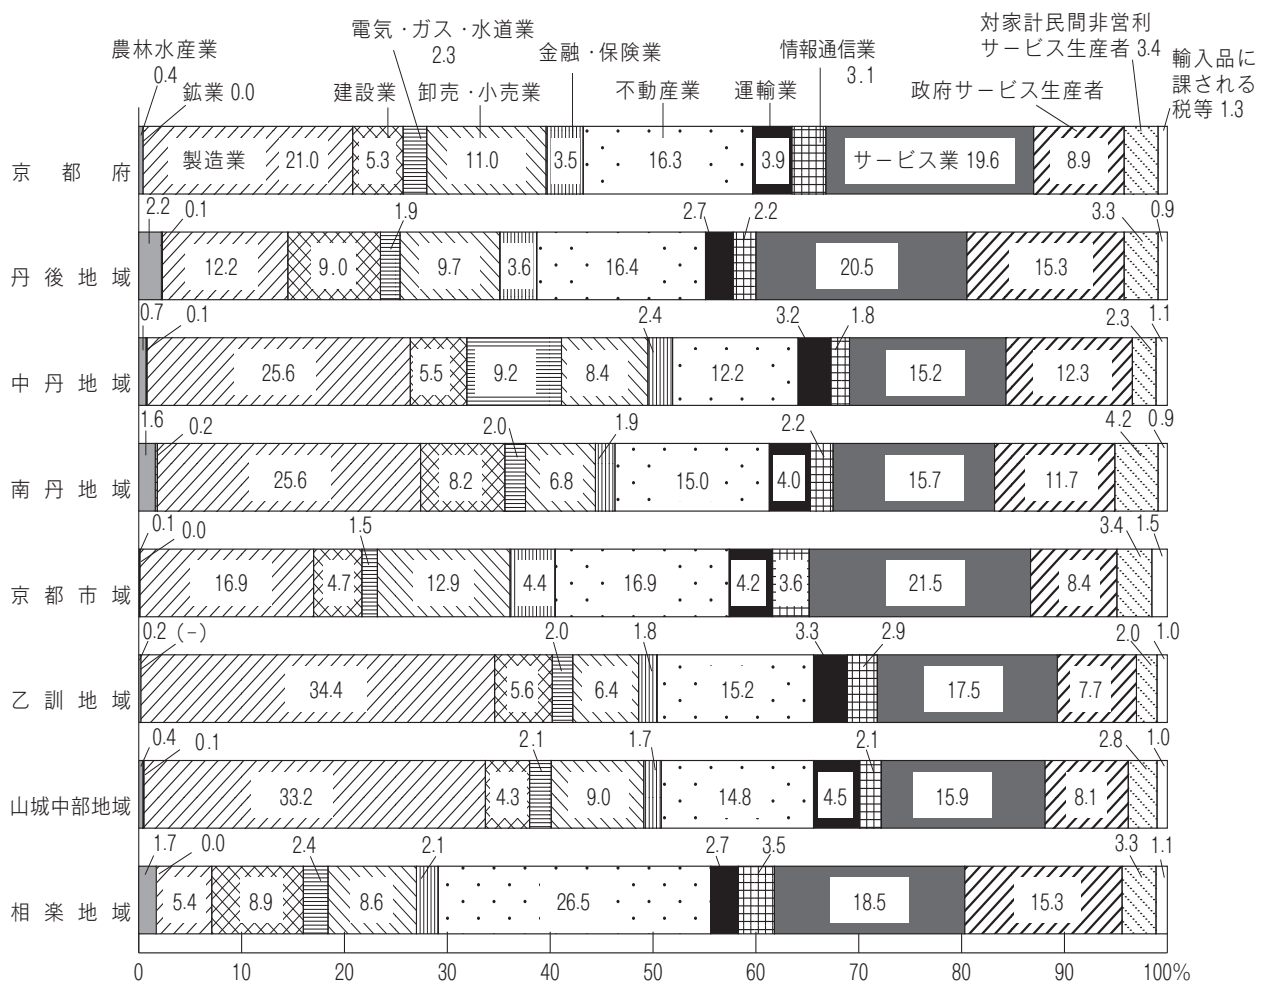 電気・ガス・水道業
2.3
農林水産業
0.4
鉱業 0.0
建設業
卸売・小売業
金融・保険業
不動産業
運輸業
情報通信業
3.1
政府サービス生産者
対家計民間非営利
サービス生産者 3.4
輸入品に
課される
税等 1.3
京都府 製造業 21.0 5.3 11.0 3.5 16.3 3.9 サービス業 19.6 8.9
2.2 0.1 1.9 2.7 2.2 3.3 0.9
丹後地域 12.2 9.0 9.7 3.6 16.4 20.5 15.3
0.7 0.1 2.4 3.2 1.8 2.3 1.1
中丹地域 25.6 5.5 9.2 8.4 12.2 15.2 12.3
1.6 0.2 2.0 1.9 2.2 4.2 0.9
南丹地域 25.6 8.2 6.8 15.0 4.0 15.7 11.7
0.1 0.0 1.5 3.4 1.5
京都市域 16.9 4.7 12.9 4.4 16.9 4.2 3.6 21.5 8.4
0.2 (-) 2.0 1.8 3.3 2.9 2.0 1.0
乙訓地域 34.4 5.6 6.4 15.2 17.5 7.7
0.4 0.1 2.1 1.7 2.1 2.8 1.0
山城中部地域 33.2 4.3 9.0 14.8 4.5 15.9 8.1
1.7 0.0 2.4 2.1 2.7 3.5 3.3 1.1
相楽地域 5.4 8.9 8.6 26.5 18.5 15.3
0 10 20 30 40 50 60 70 80 90 100%